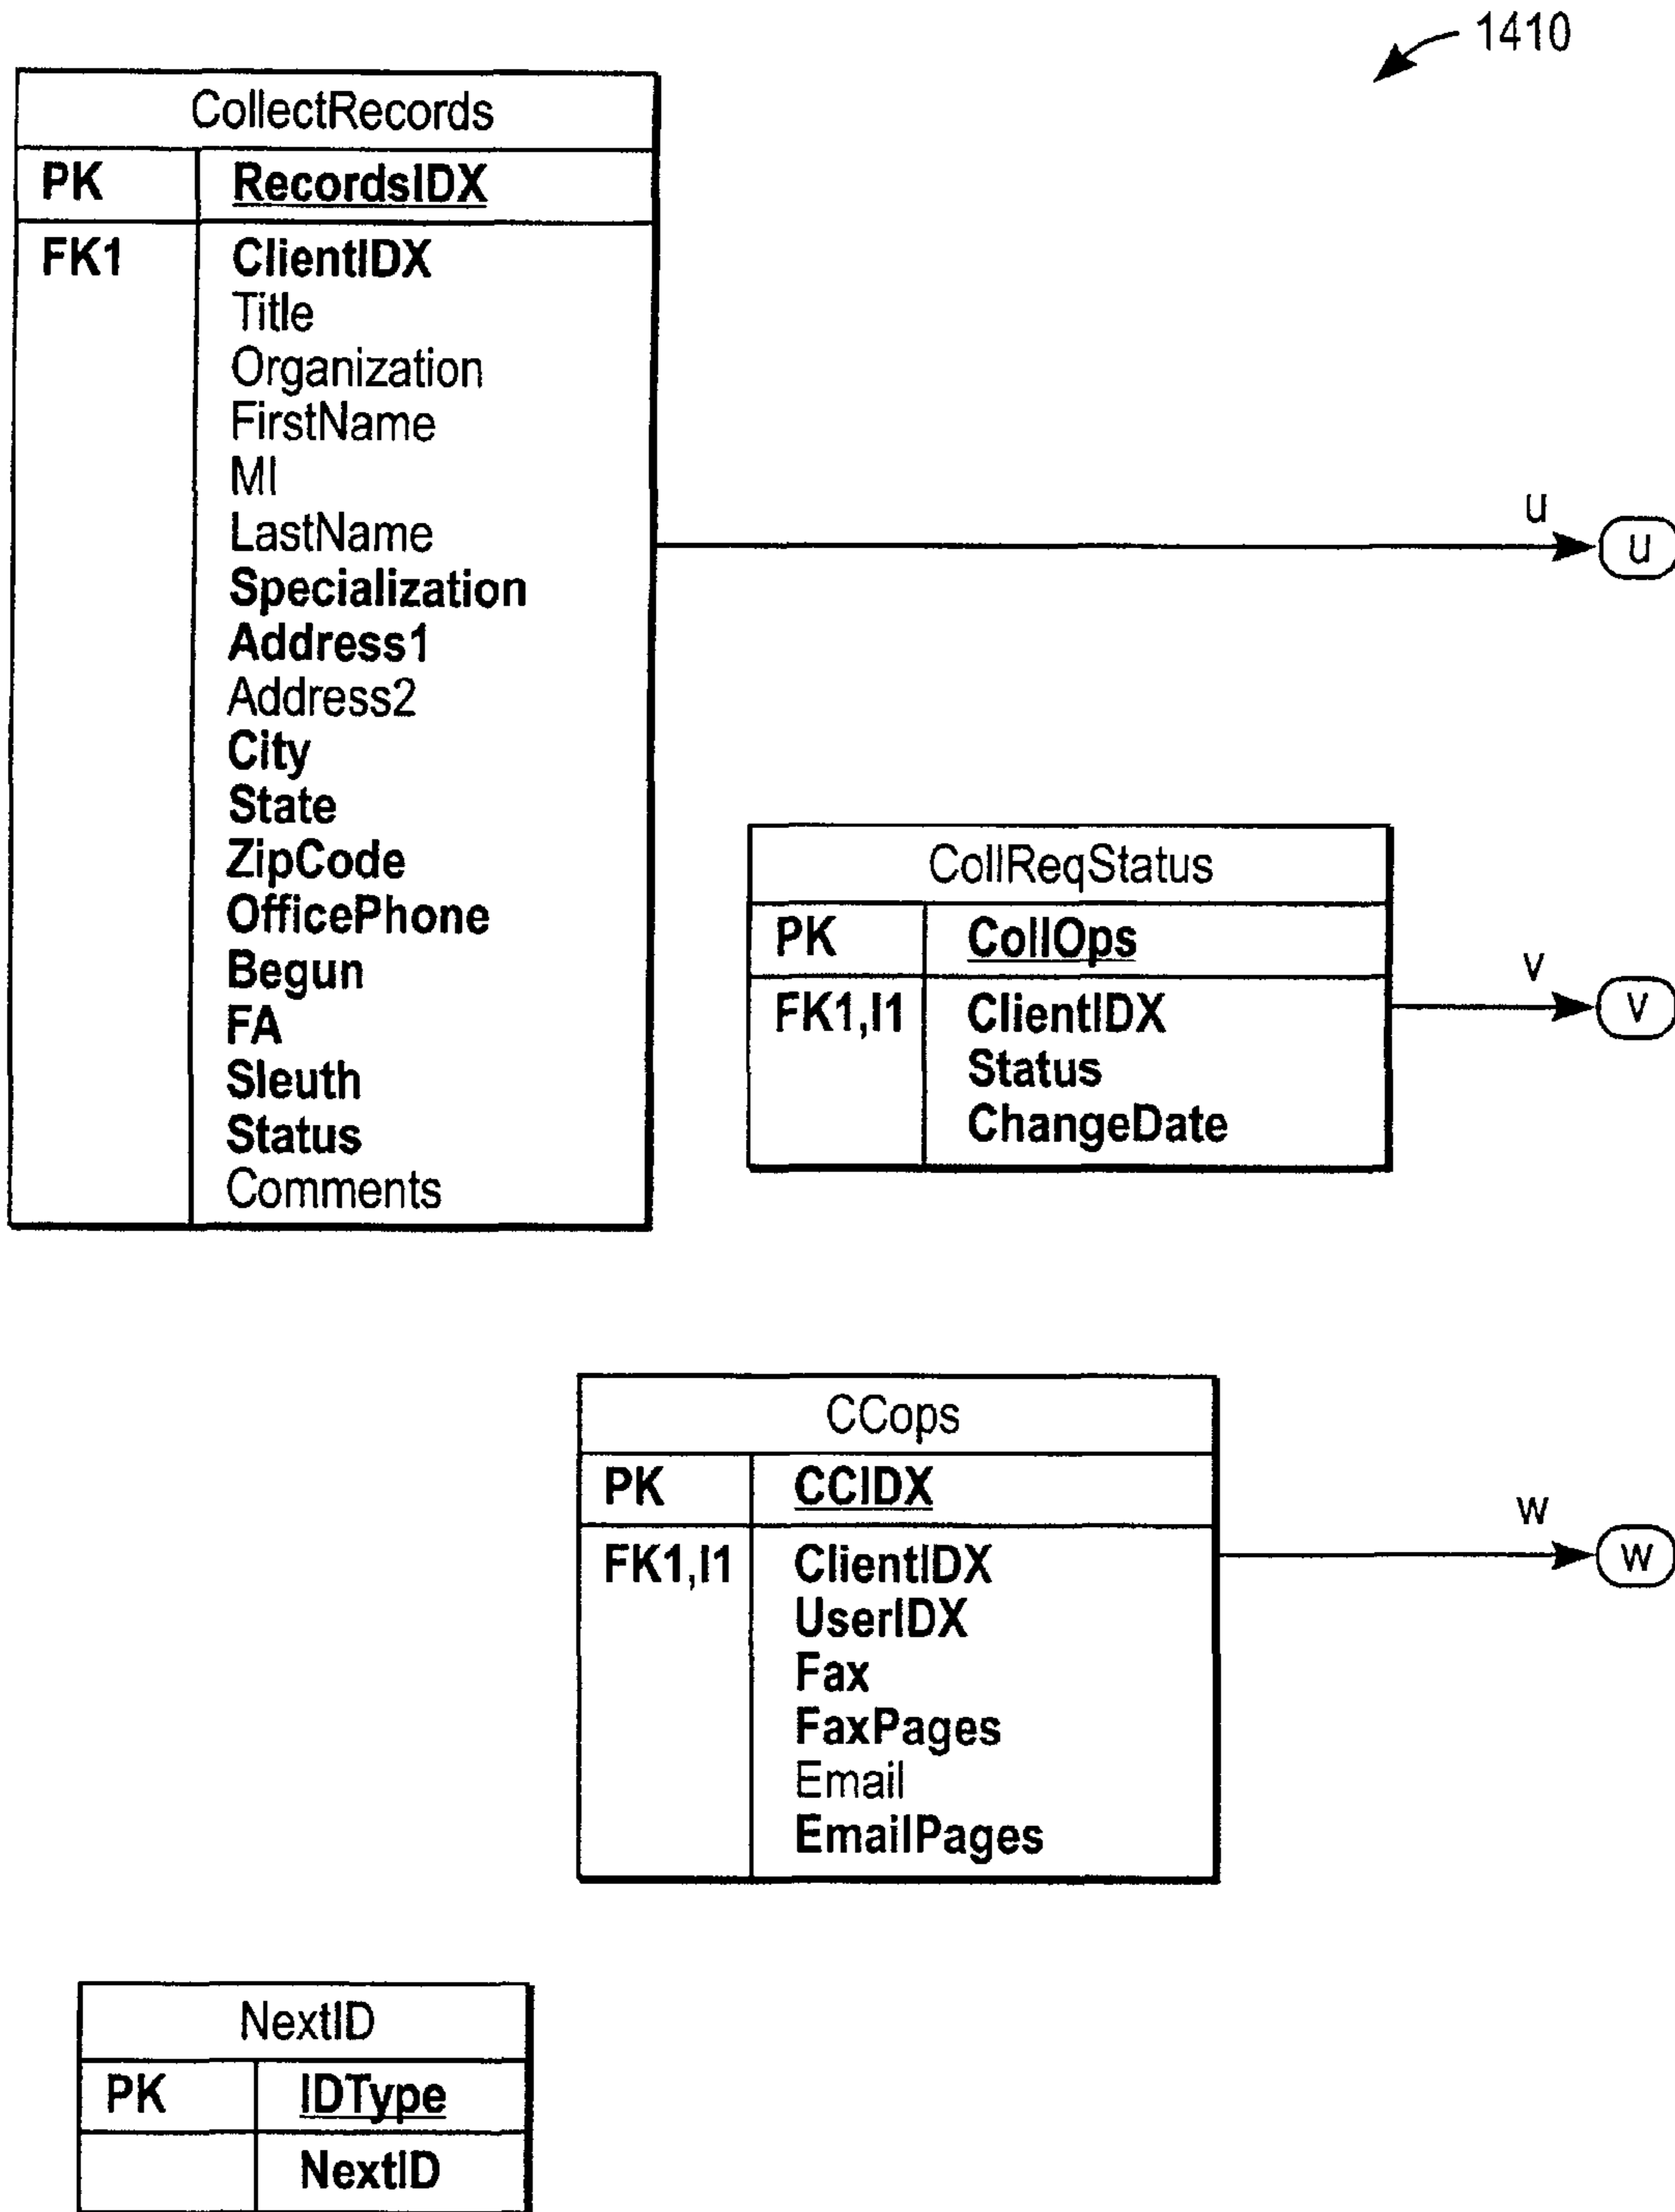 1410
CollectRecords
PK RecordsIDX
FK1 ClientIDX
Title
Organization
FirstName
MI
LastName
Specialization
Address1
Address2
City
State
ZipCode
OfficePhone
Begun
FA
Sleuth
Status
Comments
u
u
CollReqStatus
PK CollOps
FK1,I1 ClientIDX
Status
ChangeDate
v
v
CCops
PK CCIDX
FK1,I1 ClientIDX
UserIDX
Fax
FaxPages
Email
EmailPages
w
w
NextID
PK IDType
NextID